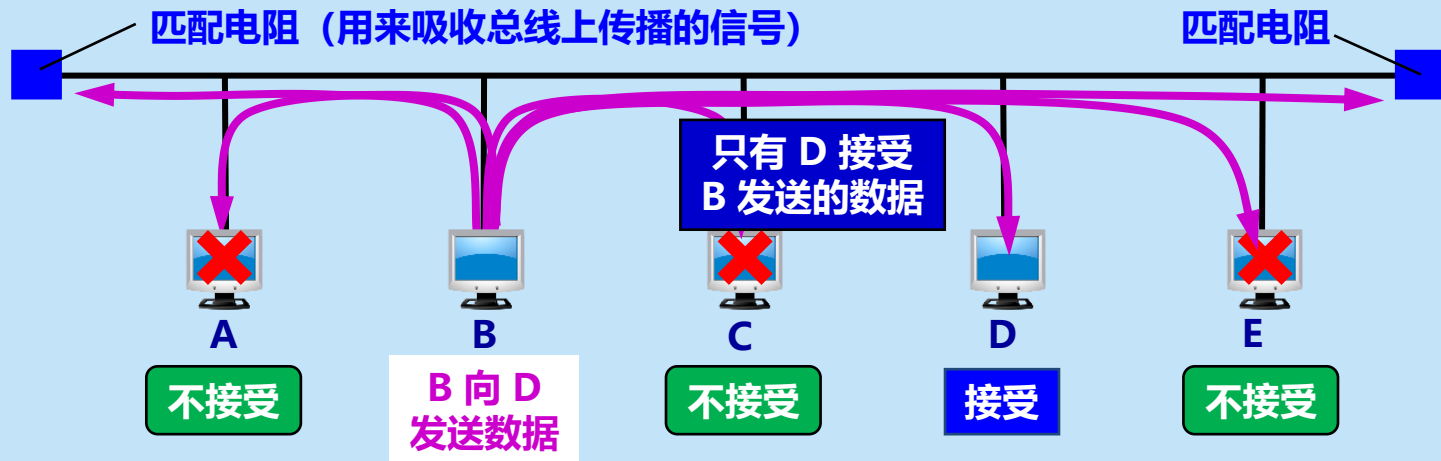 匹配电阻（用来吸收总线上传播的信号）
匹配电阻
只有 D 接受
B 发送的数据
A
B
C
D
E
不接受
B 向 D
发送数据
不接受
接受
不接受